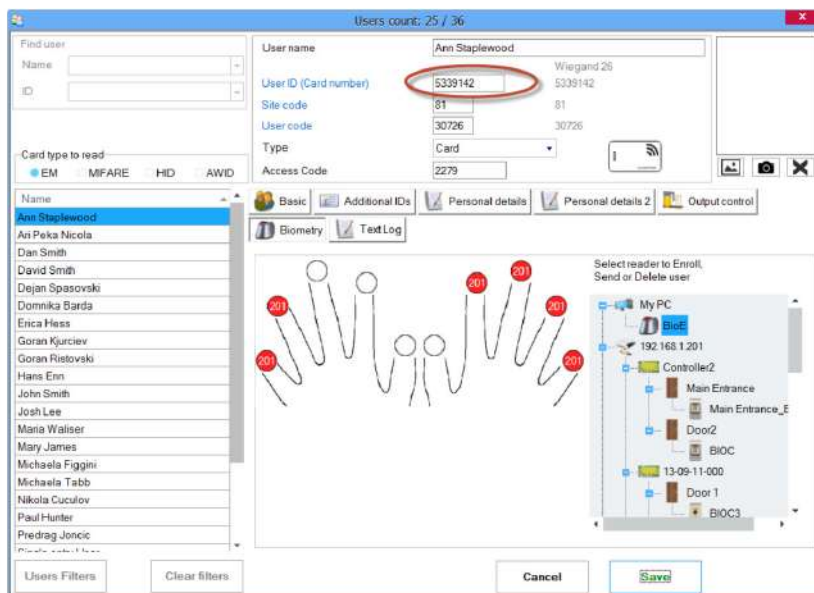 Users count: 25 / 36
x
Find user
Name
ID
User name
Ann Staplewood
Wiegand 26
User ID (Card number)
5339142
5339142
Site code
81
81
User code
30726
30726
Type
Card
Access Code
2279
Card type to read
EM
MIFARE
HID
AWID
Name
Ann Staplewood
Ari Peka Nicola
Dan Smith
David Smith
Dejan Spasovski
Domnika Barda
Erica Hess
Goran Kjurciev
Goran Ristovski
Hans Enn
John Smith
Josh Lee
Maria Waliser
Mary James
Michaela Figgini
Michaela Tabb
Nikola Cuculov
Paul Hunter
Predrag Joncic
Basic
Additional IDs
Personal details
Personal details 2
Output control
Biometry
Text Log
201
201
201
201
201
201
Select reader to Enroll,
Send or Delete user
My PC
BioE
192.168.1.201
Controller2
Main Entrance
Main Entrance_E
Door2
BIOC
13-09-11-000
Door 1
BIOC3
Users Filters
Clear filters
Cancel
Save